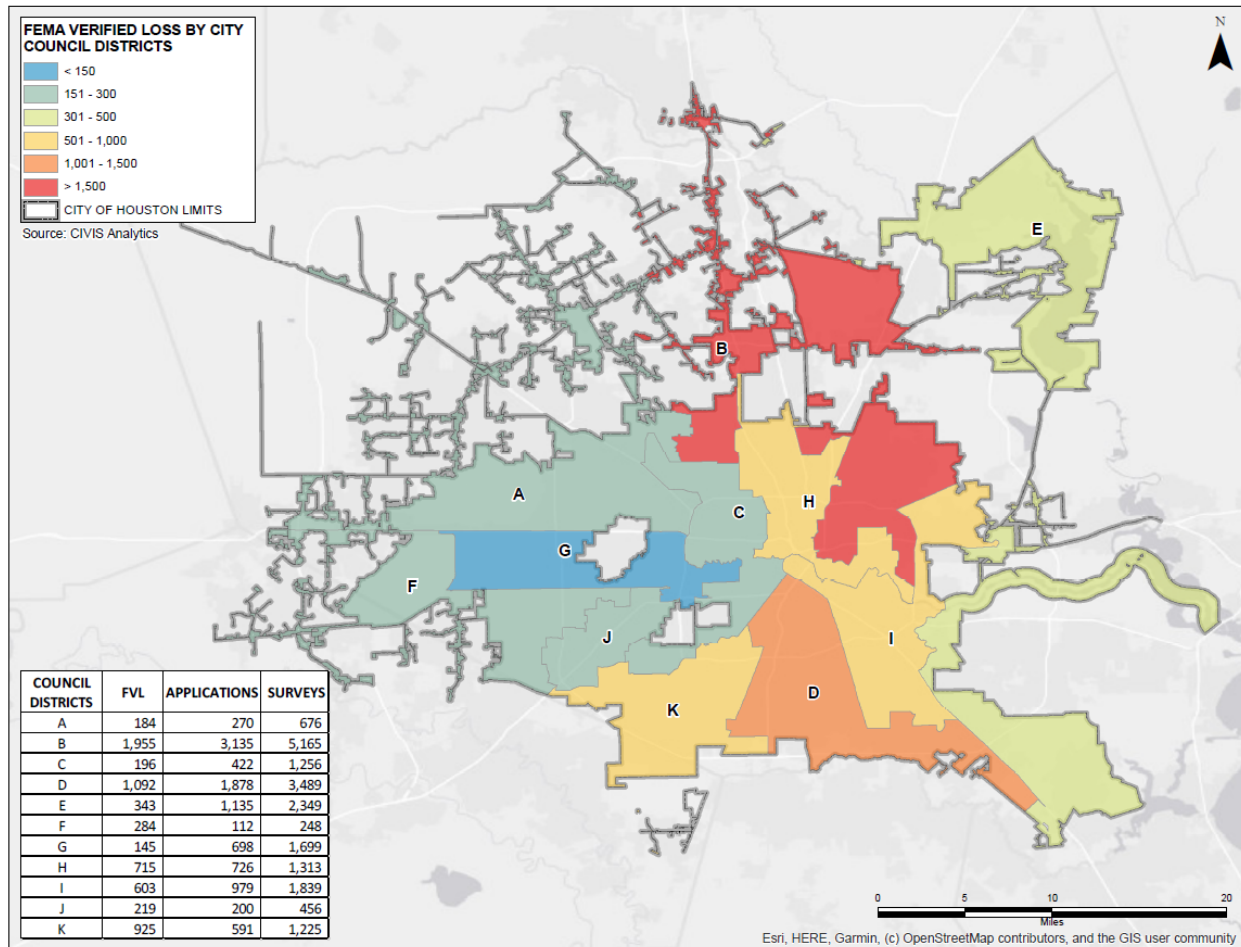 FEMA VERIFIED LOSS BY CITY
COUNCIL DISTRICTS
< 150
151 - 300
301 - 500
501 - 1,000
1,001 - 1,500
> 1,500
CITY OF HOUSTON LIMITS
Source: CIVIS Analytics
N
E
B
A
C
H
G
F
J
I
K
D
COUNCIL DISTRICTS FVL APPLICATIONS SURVEYS
A 184 270 676
B 1,955 3,135 5,165
C 196 422 1,256
D 1,092 1,878 3,489
E 343 1,135 2,349
F 284 112 248
G 145 698 1,699
H 715 726 1,313
I 603 979 1,839
J 219 200 456
K 925 591 1,225
0 5 10 20
Miles
Esri, HERE, Garmin, (c) OpenStreetMap contributors, and the GIS user community